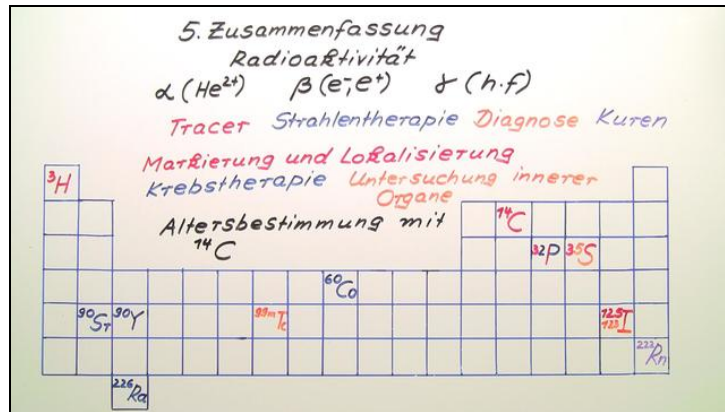 5. Zusammenfassung
Radioaktivität
α (He²⁺) β (e⁻, e⁺) γ (h·f)
Tracer Strahlentherapie Diagnose Kuren
Markierung und Lokalisierung
Krebstherapie Untersuchung innerer
Organe
Altersbestimmung mit
¹⁴C
³H
¹⁴C
³²P ³⁵S
⁶⁰Co
⁹⁰Sr ⁹⁰Y ⁹⁹ᵐTc ¹²⁵I
¹²³
²²²Rn
²²⁶Ra